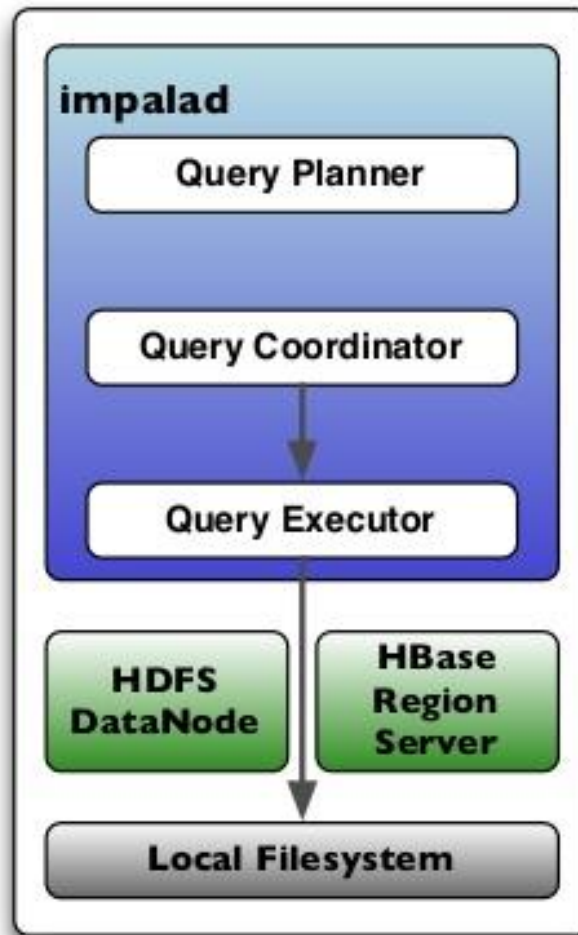 impalad
Query Planner
Query Coordinator
Query Executor
HDFS
DataNode
HBase
Region
Server
Local Filesystem